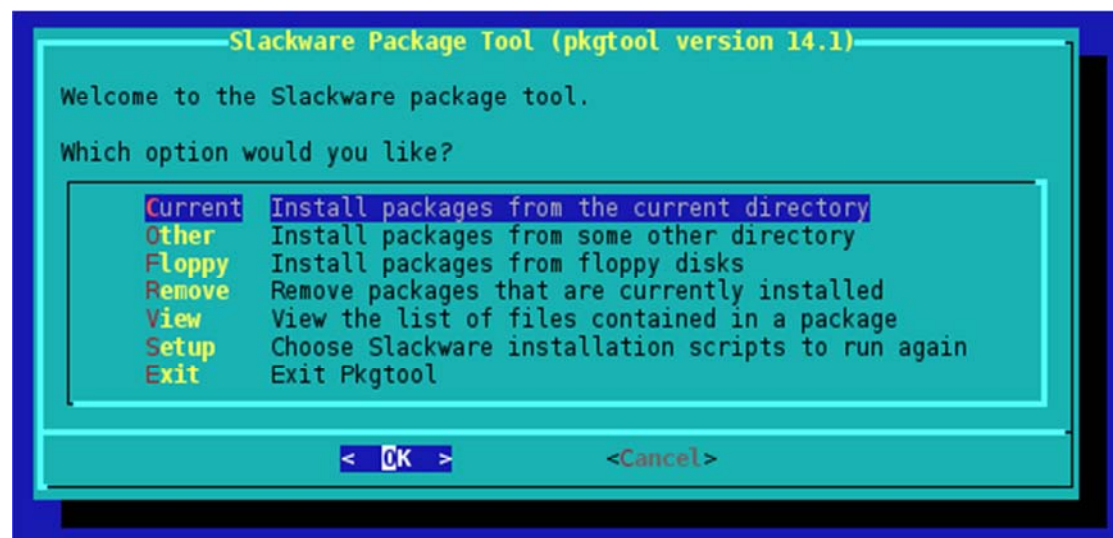 Slackware Package Tool (pkgtool version 14.1)
Welcome to the Slackware package tool.
Which option would you like?
Current Install packages from the current directory
Other Install packages from some other directory
Floppy Install packages from floppy disks
Remove Remove packages that are currently installed
View View the list of files contained in a package
Setup Choose Slackware installation scripts to run again
Exit Exit Pkgtool
< OK > <Cancel>